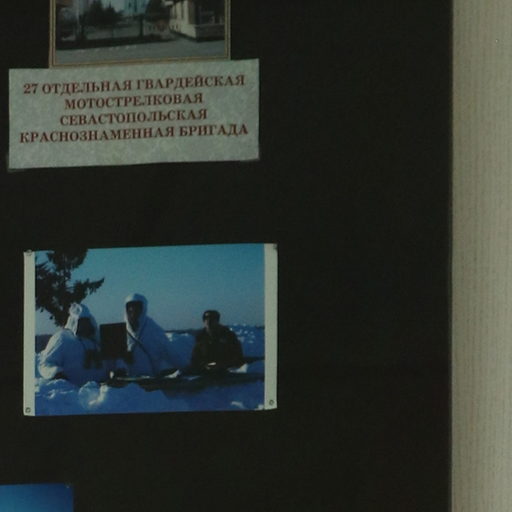 27 ОТДЕЛЬНАЯ ГВАРДЕЙСКАЯ
МОТОСТРЕЛКОВАЯ
СЕВАСТОПОЛЬСКАЯ
КРАСНОЗНАМЕННАЯ БРИГАДА